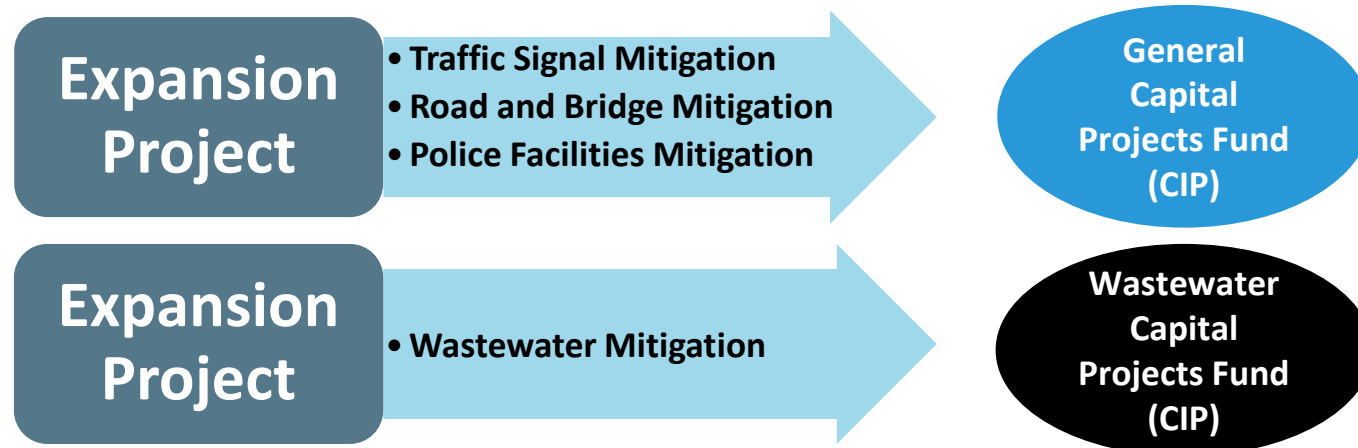 Expansion
Project
• Traffic Signal Mitigation
• Road and Bridge Mitigation
• Police Facilities Mitigation
General
Capital
Projects Fund
(CIP)
Expansion
Project
• Wastewater Mitigation
Wastewater
Capital
Projects Fund
(CIP)